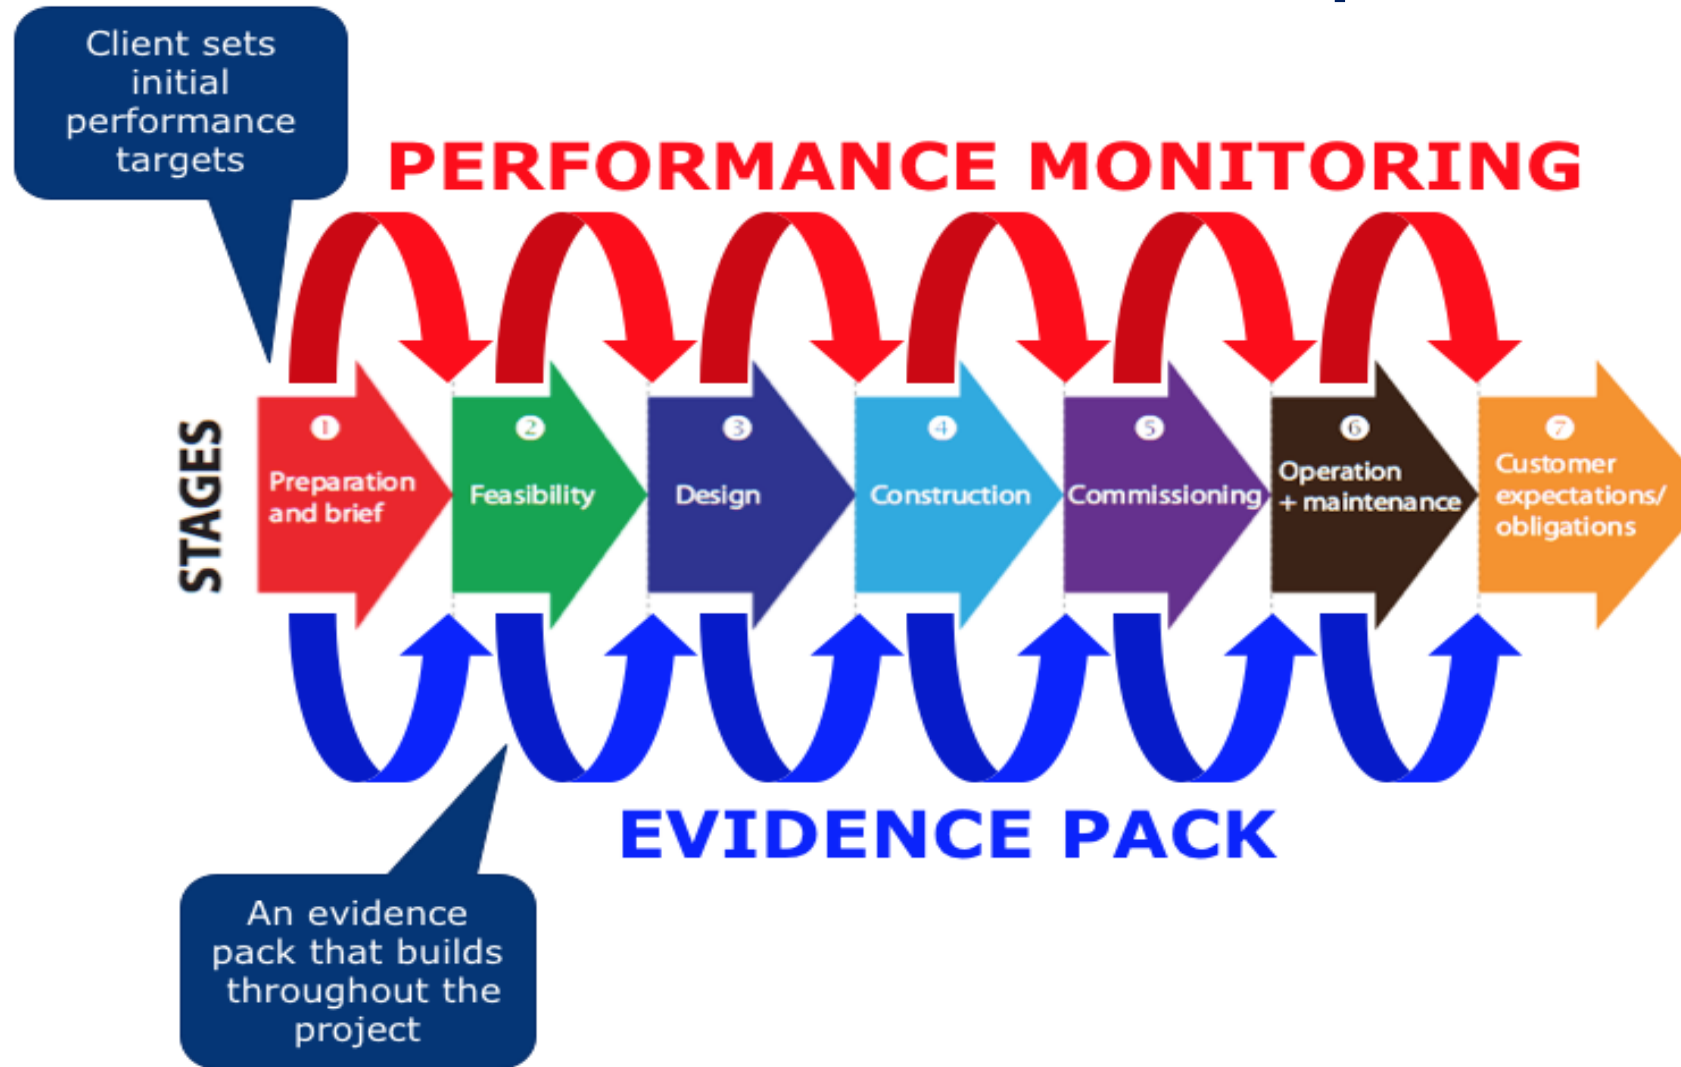 Client sets
initial
performance
targets
PERFORMANCE MONITORING
STAGES
1
Preparation
and brief
2
Feasibility
3
Design
4
Construction
5
Commissioning
6
Operation
+ maintenance
7
Customer
expectations/
obligations
EVIDENCE PACK
An evidence
pack that builds
throughout the
project